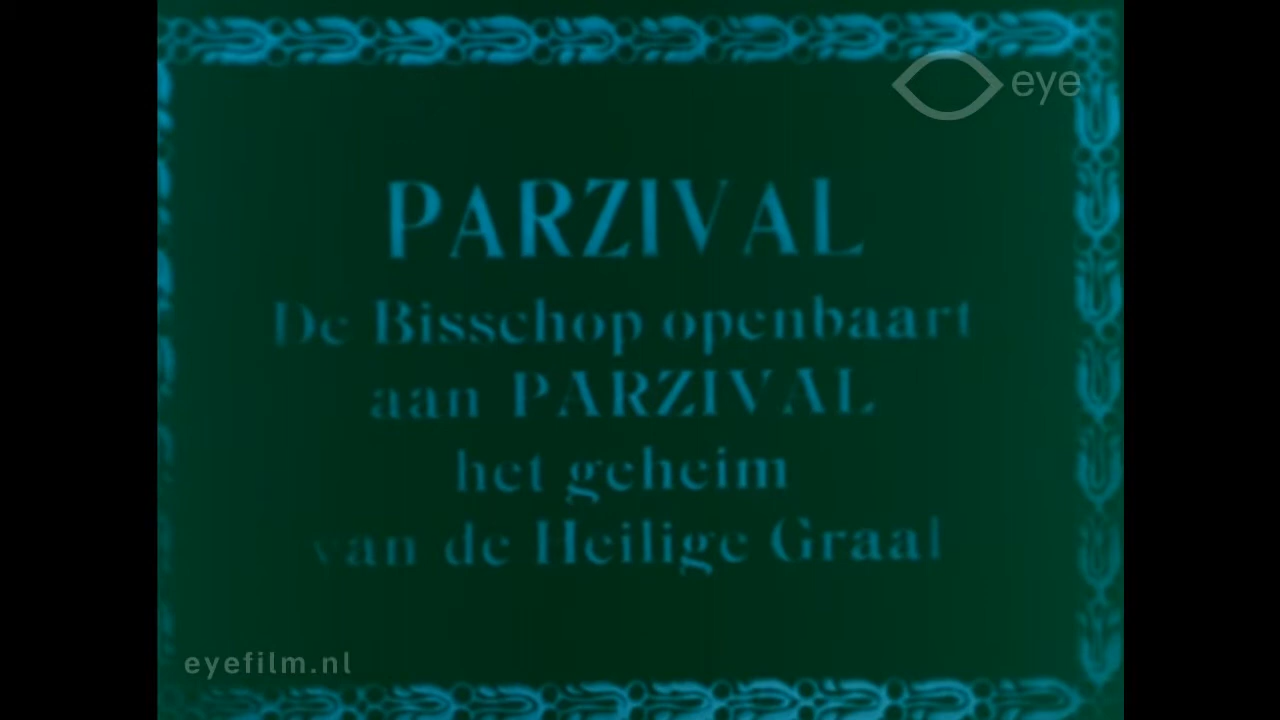 eye
PARZIVAL
De Bisschop openbaart
aan PARZIVAL
het geheim
van de Heilige Graal
eyefilm.nl